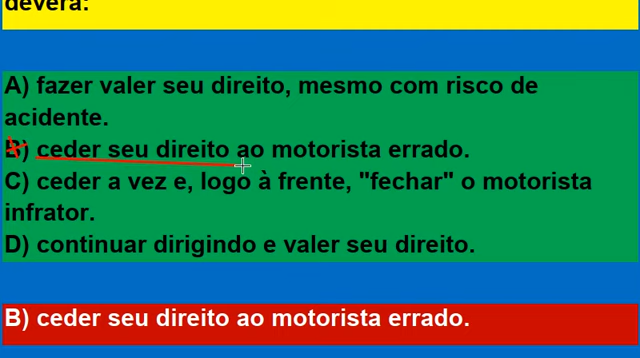 deverá:
A) fazer valer seu direito, mesmo com risco de
acidente.
B) ceder seu direito ao motorista errado.
C) ceder a vez e, logo à frente, "fechar" o motorista
infrator.
D) continuar dirigindo e valer seu direito.
B) ceder seu direito ao motorista errado.